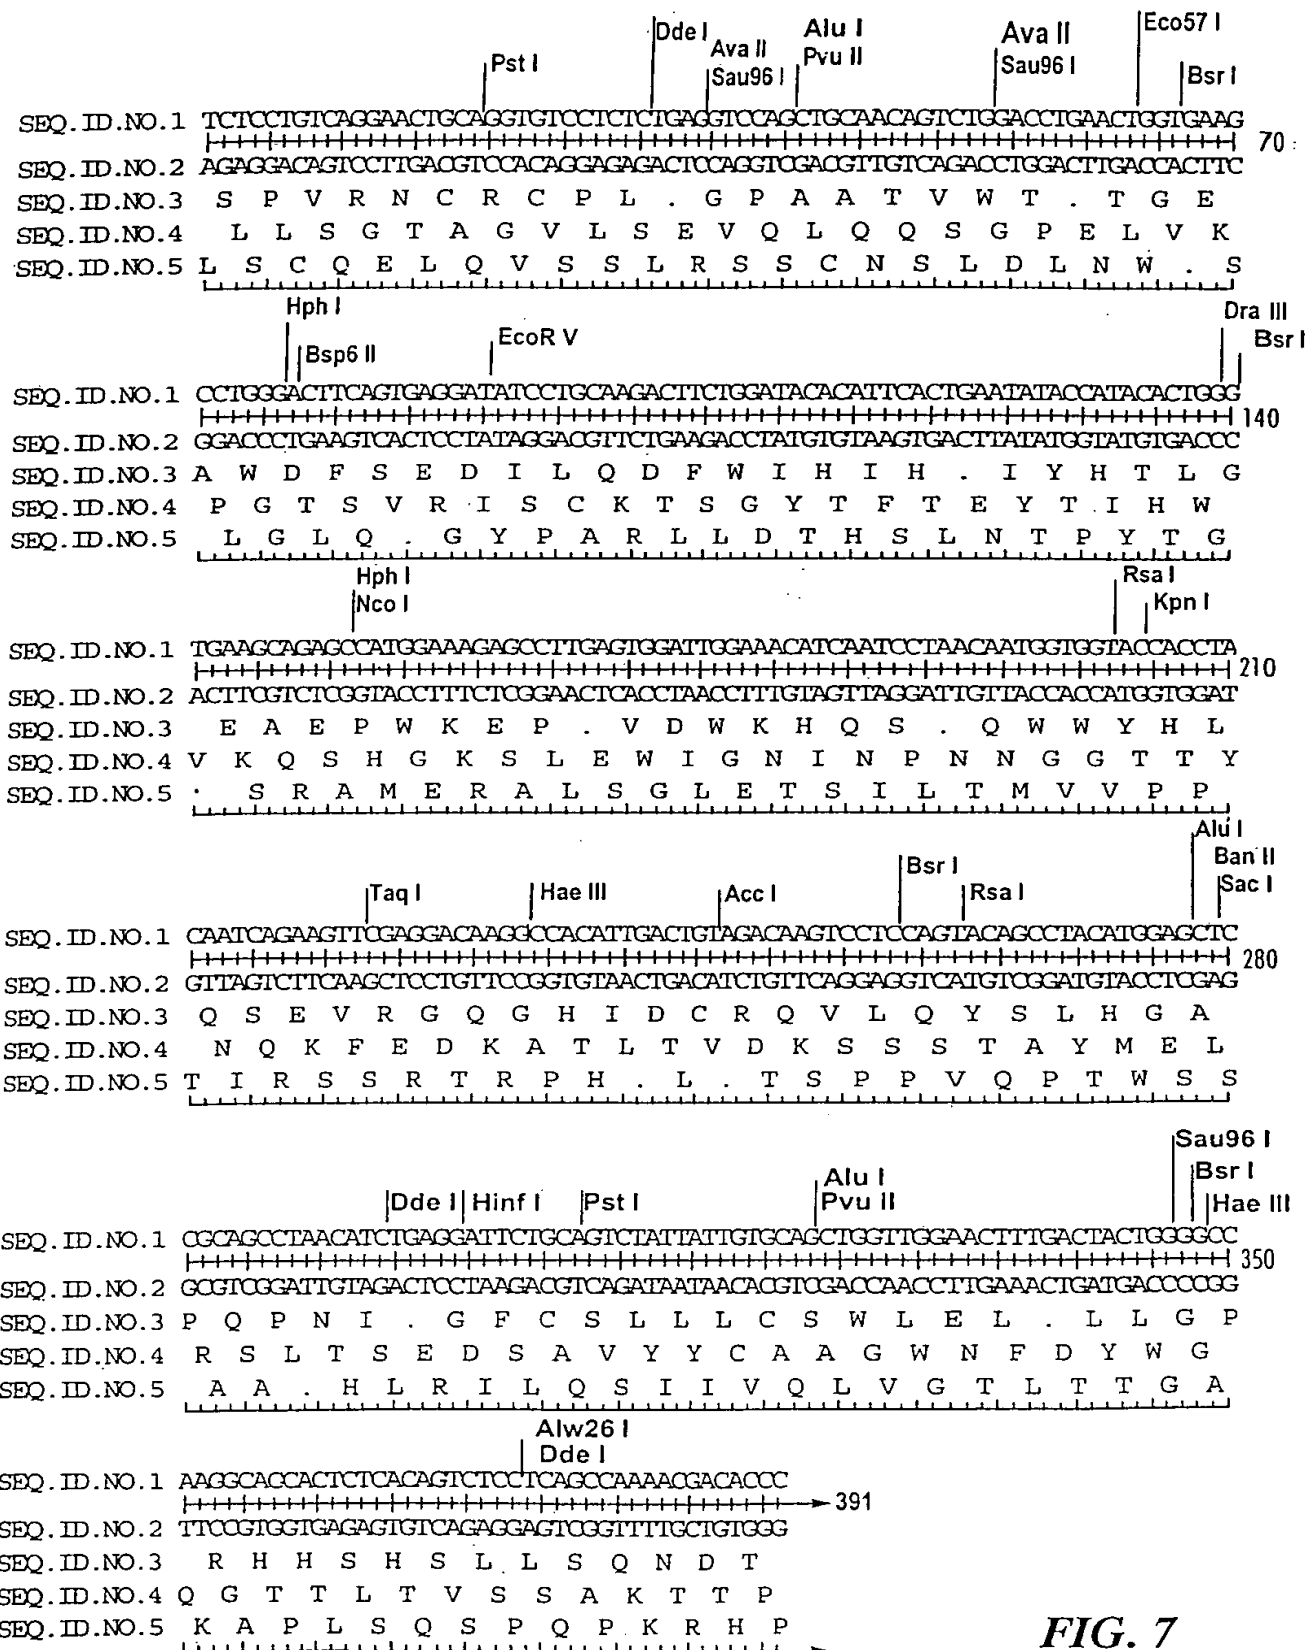 Dde I Alu I Ava II Eco57 I
Pst I Ava II Pvu II Sau96 I Bsr I
Sau96 I
SEQ.ID.NO.1 TCTCCTGTCAGGAACTGCAGGTGTCCTCTCTGAGGTCCAGCTGCAACAGTCTGGACCTGAACTGGTGAAG
70
SEQ.ID.NO.2 AGAGGACAGTCCTTGACGTCCACAGGAGAGACTCCAGGTCGACGTTGTCAGACCTGGACTTGACCACTTC
SEQ.ID.NO.3 S P V R N C R C P L . G P A A T V W T . T G E
SEQ.ID.NO.4 L L S G T A G V L S E V Q L Q Q S G P E L V K
SEQ.ID.NO.5 L S C Q E L Q V S S L R S S C N S L D L N W . S
Hph I Dra III
Bsp6 II EcoR V Bsr I
SEQ.ID.NO.1 CCTGGGACTTCAGTGAGGATATCCTGCAAGACTTCTGGATACACATTCACTGAATATACCATACACTGGG
140
SEQ.ID.NO.2 GGACCCTGAAGTCACTCCTATAGGACGTTCTGAAGACCTATGTGTAAGTGACTTATATGGTATGTGACCC
SEQ.ID.NO.3 A W D F S E D I L Q D F W I H I H . I Y H T L G
SEQ.ID.NO.4 P G T S V R I S C K T S G Y T F T E Y T I H W
SEQ.ID.NO.5 L G L Q . G Y P A R L L D T H S L N T P Y T G
Hph I Rsa I
Nco I Kpn I
SEQ.ID.NO.1 TGAAGCAGAGCCATGGAAAGAGCCTTGAGTGGATTGGAAACATCAATCCTAACAATGGTGGTACCACCTA
210
SEQ.ID.NO.2 ACTTCGTCTCGGTACCTTTCTCGGAACTCACCTAACCTTTGTAGTTAGGATTGTTACCACCATGGTGGAT
SEQ.ID.NO.3 E A E P W K E P . V D W K H Q S . Q W W Y H L
SEQ.ID.NO.4 V K Q S H G K S L E W I G N I N P N N G G T T Y
SEQ.ID.NO.5 . S R A M E R A L S G L E T S I L T M V V P P
Alu I
Bsr I Ban II
Taq I Hae III Acc I Rsa I Sac I
SEQ.ID.NO.1 CAATCAGAAGTTCGAGGACAAGGCCACATTGACTGTAGACAAGTCCTCCAGTACAGCCTACATGGAGCTC
280
SEQ.ID.NO.2 GTTAGTCTTCAAGCTCCTGTTCCGGTGTAACTGACATCTGTTCAGGAGGTCATGTCGGATGTACCTCGAG
SEQ.ID.NO.3 Q S E V R G Q G H I D C R Q V L Q Y S L H G A
SEQ.ID.NO.4 N Q K F E D K A T L T V D K S S S T A Y M E L
SEQ.ID.NO.5 T I R S S R T R P H . L . T S P P V Q P T W S S
Sau96 I
Alu I Bsr I
Dde I Hinf I Pst I Pvu II Hae III
SEQ.ID.NO.1 CGCAGCCTAACATCTGAGGATTCTGCAGTCTATTATTGTGCAGCTGGTTGGAACTTTGACTACTGGGGCC
350
SEQ.ID.NO.2 GCGTCGGATTGTAGACTCCTAAGACGTCAGATAATAACACGTCGACCAACCTTGAAACTGATGACCCCGG
SEQ.ID.NO.3 P Q P N I . G F C S L L L C S W L E L . L L G P
SEQ.ID.NO.4 R S L T S E D S A V Y Y C A A G W N F D Y W G
SEQ.ID.NO.5 A A . H L R I L Q S I I V Q L V G T L T T G A
Alw26 I
Dde I
SEQ.ID.NO.1 AAGGCACCACTCTCACAGTCTCCTCAGCCAAAACGACACCC
391
SEQ.ID.NO.2 TTCCGTGGTGAGAGTGTCAGAGGAGTCGGTTTTGCTGTGGG
SEQ.ID.NO.3 R H H S H S L L S Q N D T
SEQ.ID.NO.4 Q G T T L T V S S A K T T P
SEQ.ID.NO.5 K A P L S Q S P Q P K R H P
FIG. 7